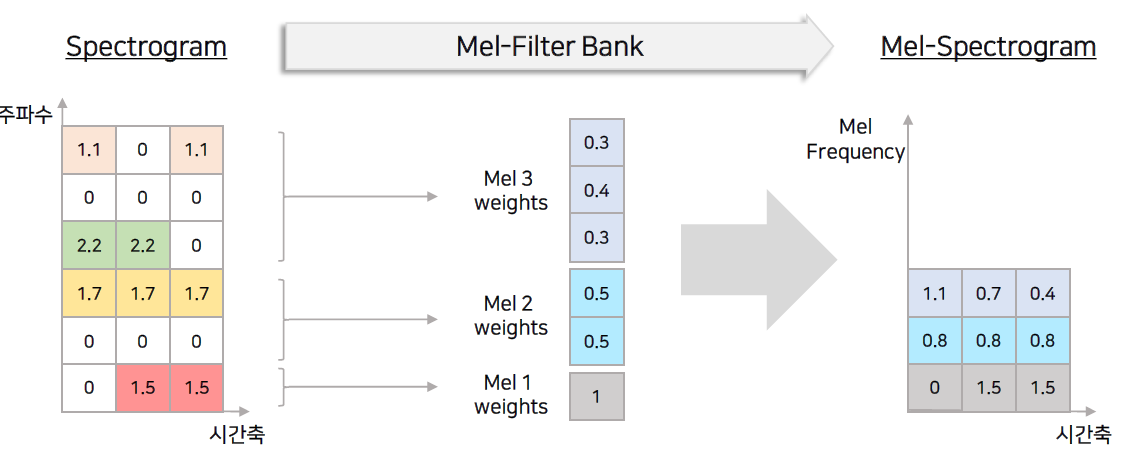 Spectrogram
Mel-Filter Bank
Mel-Spectrogram
주파수
1.1 0 1.1
0 0 0
2.2 2.2 0
1.7 1.7 1.7
0 0 0
0 1.5 1.5
시간축
Mel 3
weights
0.3
0.4
0.3
Mel 2
weights
0.5
0.5
Mel 1
weights
1
Mel
Frequency
1.1 0.7 0.4
0.8 0.8 0.8
0 1.5 1.5
시간축